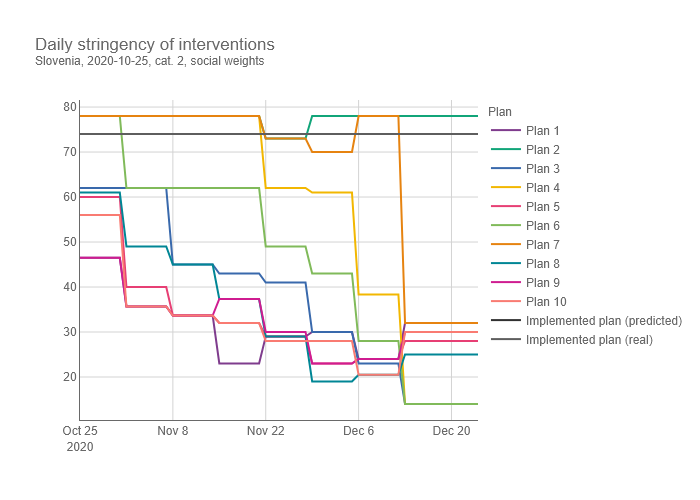 Daily stringency of interventions
Slovenia, 2020-10-25, cat. 2, social weights
Plan
80
70
60
50
40
30
20
Plan 1
Plan 2
Plan 3
Plan 4
Plan 5
Plan 6
Plan 7
Plan 8
Plan 9
Plan 10
Implemented plan (predicted)
Implemented plan (real)
Oct 25 Nov 8 Nov 22 Dec 6 Dec 20
2020